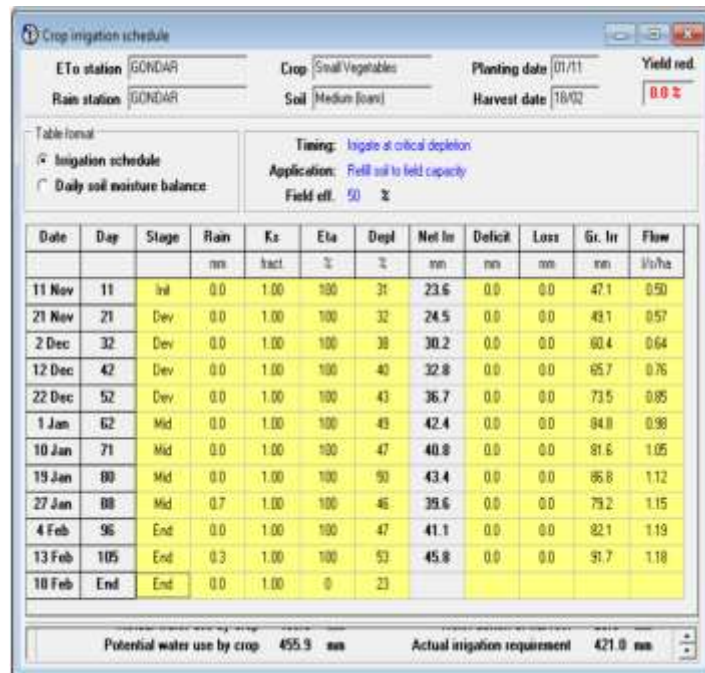 Crop irrigation schedule
ETo station GONDAR Crop Small Vegetables Planting date 01/11 Yield red.
Rain station GONDAR Soil Medium (loam) Harvest date 18/02 0.0 %
Table format
Irrigation schedule
Daily soil moisture balance
Timing: Irrigate at critical depletion
Application: Refill soil to field capacity
Field eff. 50 %
Date Day Stage Rain Ks Eta Depl Net Irr Deficit Loss Gr. Irr Flow
mm fract. % % mm mm mm mm l/s/ha
11 Nov 11 Init 0.0 1.00 100 31 23.6 0.0 0.0 47.1 0.50
21 Nov 21 Dev 0.0 1.00 100 32 24.5 0.0 0.0 49.1 0.57
2 Dec 32 Dev 0.0 1.00 100 38 30.2 0.0 0.0 60.4 0.64
12 Dec 42 Dev 0.0 1.00 100 40 32.8 0.0 0.0 65.7 0.76
22 Dec 52 Dev 0.0 1.00 100 43 36.7 0.0 0.0 73.5 0.85
1 Jan 62 Mid 0.0 1.00 100 49 42.4 0.0 0.0 84.8 0.98
10 Jan 71 Mid 0.0 1.00 100 47 40.8 0.0 0.0 81.6 1.05
19 Jan 80 Mid 0.0 1.00 100 50 43.4 0.0 0.0 86.8 1.12
27 Jan 88 Mid 0.7 1.00 100 46 39.6 0.0 0.0 79.2 1.15
4 Feb 96 End 0.0 1.00 100 47 41.1 0.0 0.0 82.1 1.19
13 Feb 105 End 0.3 1.00 100 53 45.8 0.0 0.0 91.7 1.18
18 Feb End End 0.0 1.00 0 23
Potential water use by crop 455.9 mm Actual irrigation requirement 421.0 mm